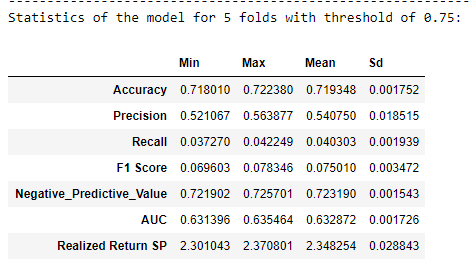 Statistics of the model for 5 folds with threshold of 0.75:
Min Max Mean Sd
Accuracy 0.718010 0.722380 0.719348 0.001752
Precision 0.521067 0.563877 0.540750 0.018515
Recall 0.037270 0.042249 0.040303 0.001939
F1 Score 0.069603 0.078346 0.075010 0.003472
Negative_Predictive_Value 0.721902 0.725701 0.723190 0.001543
AUC 0.631396 0.635464 0.632872 0.001726
Realized Return SP 2.301043 2.370801 2.348254 0.028843